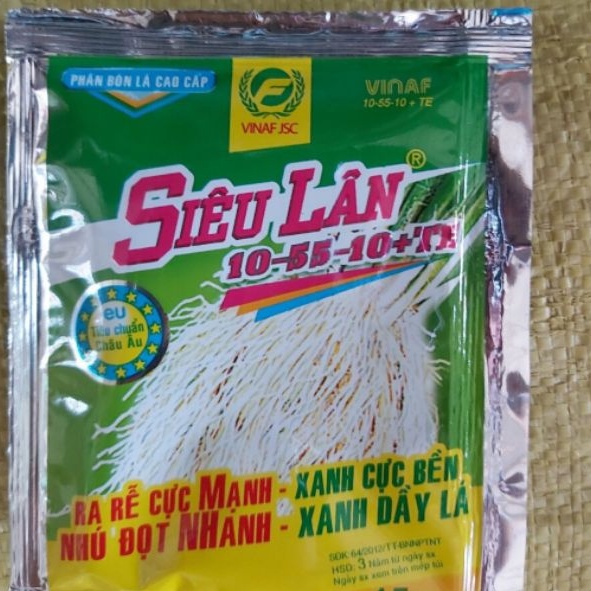 PHÂN BÓN LÁ CAO CẤP
VINAF JSC
VINAF
10-55-10 + TE
SIÊU LÂN ®
10-55-10+TE
eU
Tiêu chuẩn
Châu Âu
RA RỄ CỰC MẠNH - XANH CỰC BỀN
NHÚ ĐỌT NHANH - XANH DẦY LÁ
SĐK 64/2012/TT-BNNPTNT
HSD: 3 Năm từ ngày sx
Ngày sx xem trên mép túi